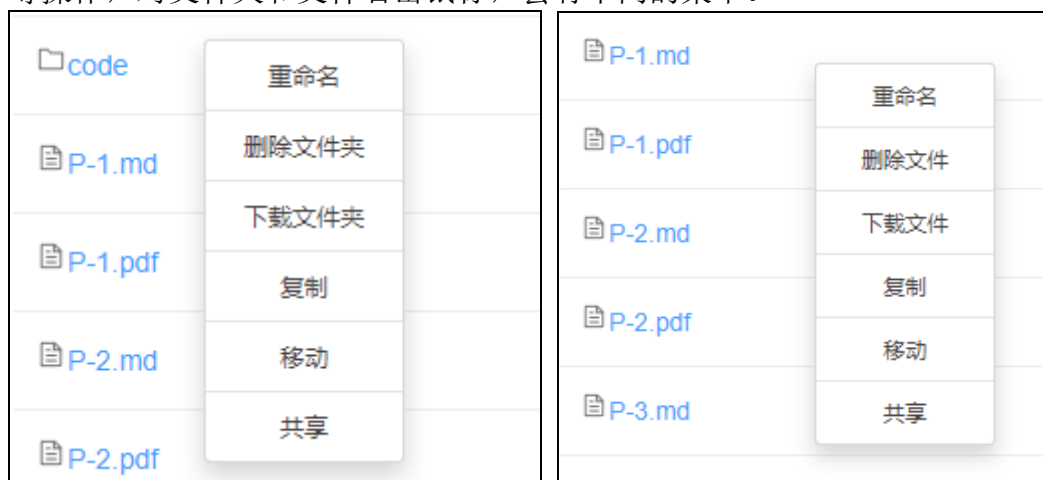 code
P-1.md
P-1.pdf
P-2.md
P-2.pdf
重命名
删除文件夹
下载文件夹
复制
移动
共享
P-1.md
P-1.pdf
P-2.md
P-2.pdf
P-3.md
重命名
删除文件
下载文件
复制
移动
共享